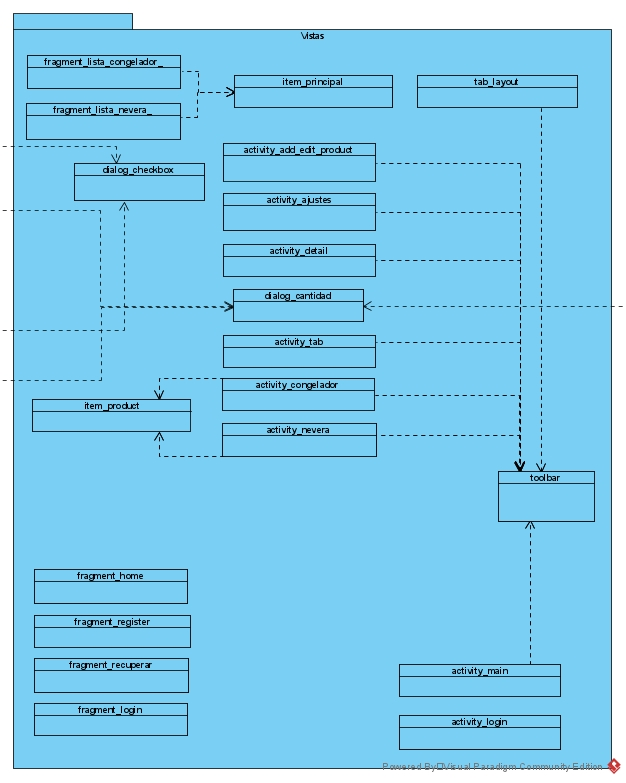 Vistas
fragment_lista_congelador_
item_principal
tab_layout
fragment_lista_nevera_
activity_add_edit_product
dialog_checkbox
activity_ajustes
activity_detail
dialog_cantidad
activity_tab
activity_congelador
item_product
activity_nevera
toolbar
fragment_home
fragment_register
fragment_recuperar
activity_main
fragment_login
activity_login
Powered By Visual Paradigm Community Edition